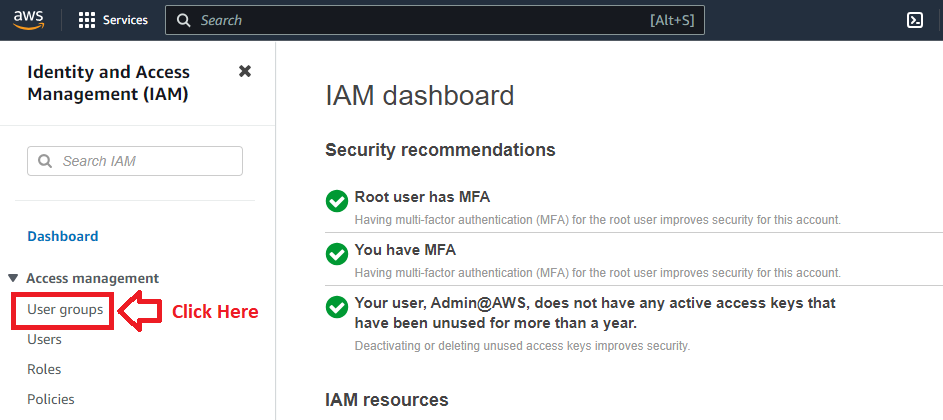 aws
Services
Search
[Alt+S]
Identity and Access
Management (IAM)
Search IAM
Dashboard
Access management
User groups
Click Here
Users
Roles
Policies
IAM dashboard
Security recommendations
Root user has MFA
Having multi-factor authentication (MFA) for the root user improves security for this account.
You have MFA
Having multi-factor authentication (MFA) for the root user improves security for this account.
Your user, Admin@AWS, does not have any active access keys that
have been unused for more than a year.
Deactivating or deleting unused access keys improves security.
IAM resources